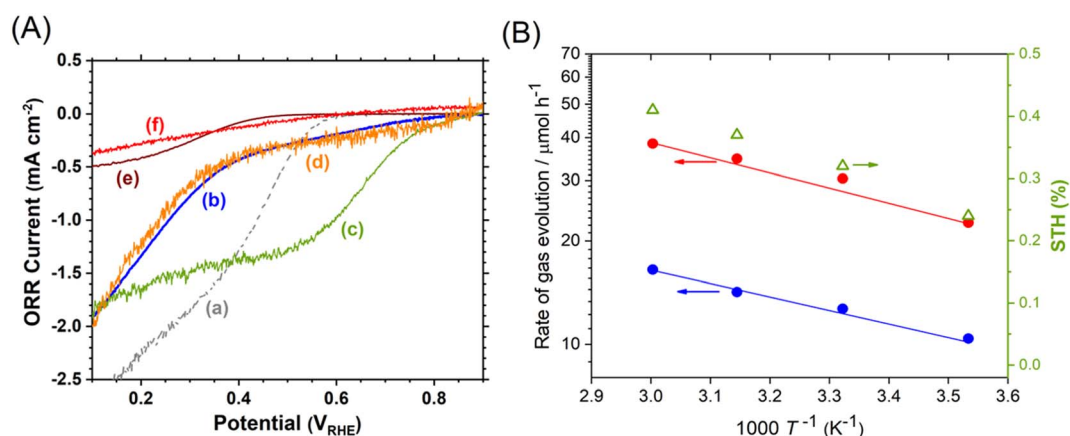 (A)
0.5
0.0
-0.5
-1.0
-1.5
-2.0
-2.5
ORR Current (mA cm⁻²)
(f)
(e)
(b)
(d)
(c)
(a)
0.2 0.4 0.6 0.8
Potential (V_RHE)
(B)
70
60
50
40
30
20
10
Rate of gas evolution / μmol h⁻¹
0.5
0.4
0.3
0.2
0.1
0.0
STH (%)
2.9 3.0 3.1 3.2 3.3 3.4 3.5 3.6
1000 T⁻¹ (K⁻¹)